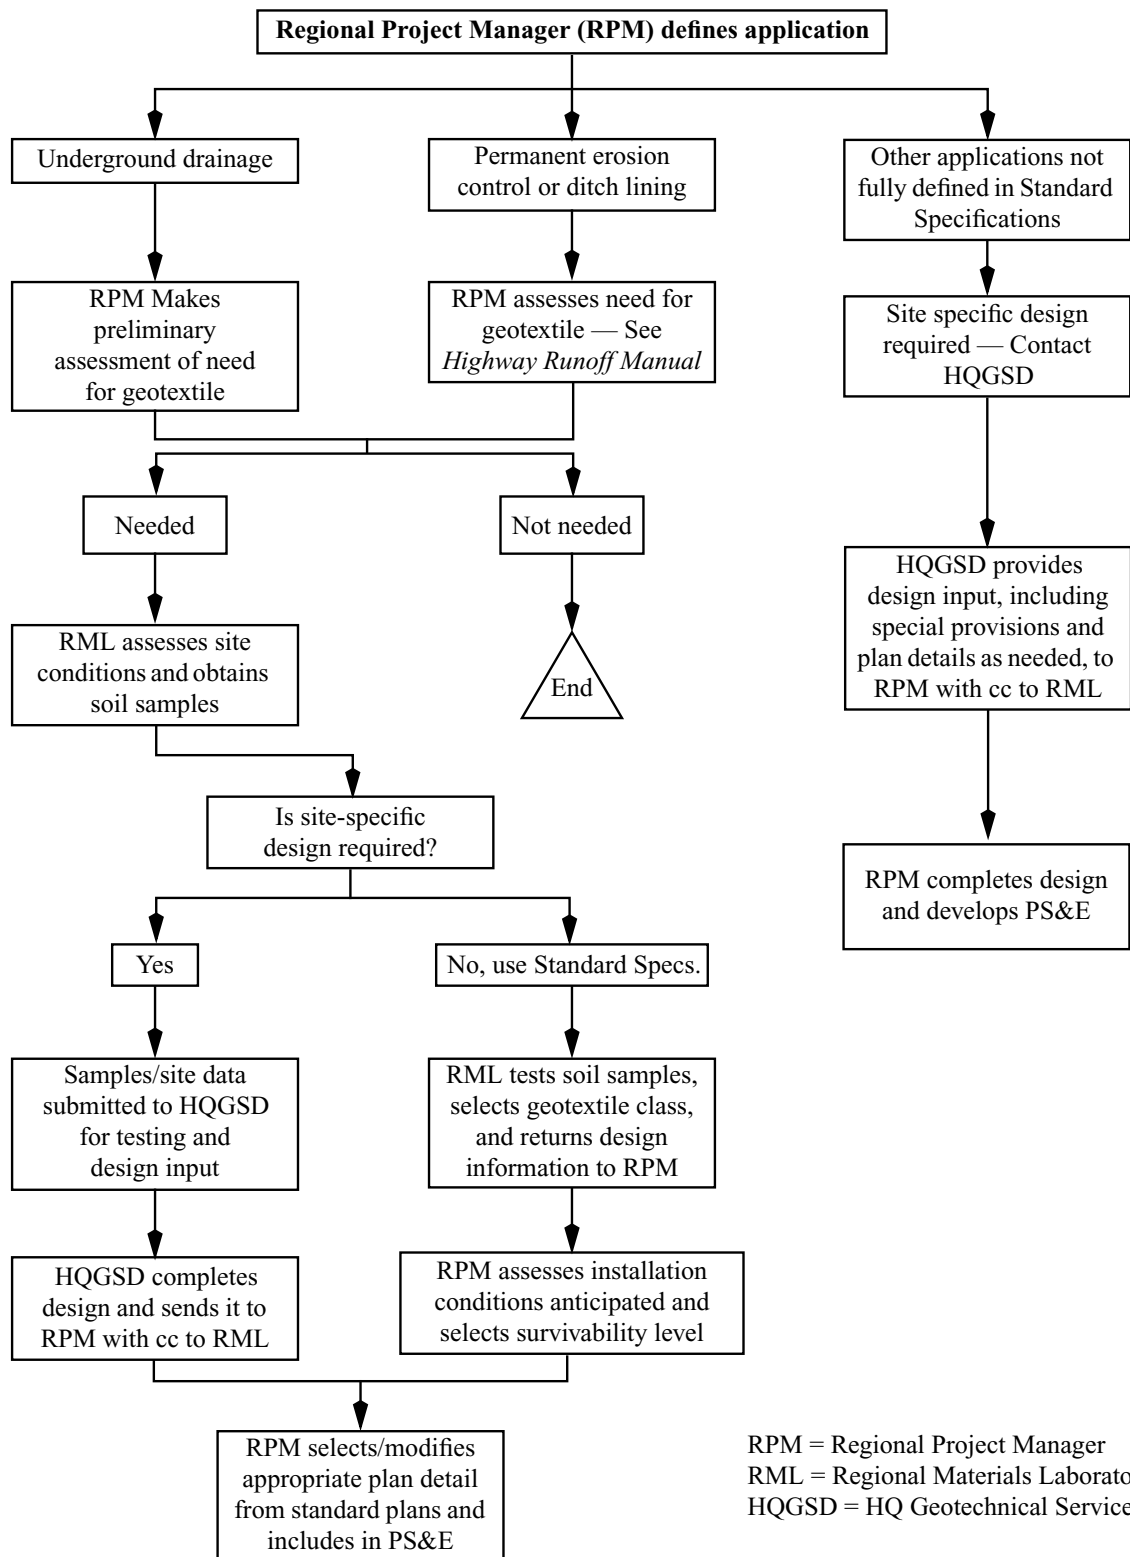 Regional Project Manager (RPM) defines application
Underground drainage
Permanent erosion
control or ditch lining
Other applications not
fully defined in Standard
Specifications
RPM Makes
preliminary
assessment of need
for geotextile
RPM assesses need for
geotextile — See
Highway Runoff Manual
Site specific design
required — Contact
HQGSD
Needed
Not needed
HQGSD provides
design input, including
special provisions and
plan details as needed, to
RPM with cc to RML
RML assesses site
conditions and obtains
soil samples
End
Is site-specific
design required?
RPM completes design
and develops PS&E
Yes
No, use Standard Specs.
Samples/site data
submitted to HQGSD
for testing and
design input
RML tests soil samples,
selects geotextile class,
and returns design
information to RPM
HQGSD completes
design and sends it to
RPM with cc to RML
RPM assesses installation
conditions anticipated and
selects survivability level
RPM selects/modifies
appropriate plan detail
from standard plans and
includes in PS&E
RPM = Regional Project Manager
RML = Regional Materials Laborato
HQGSD = HQ Geotechnical Service